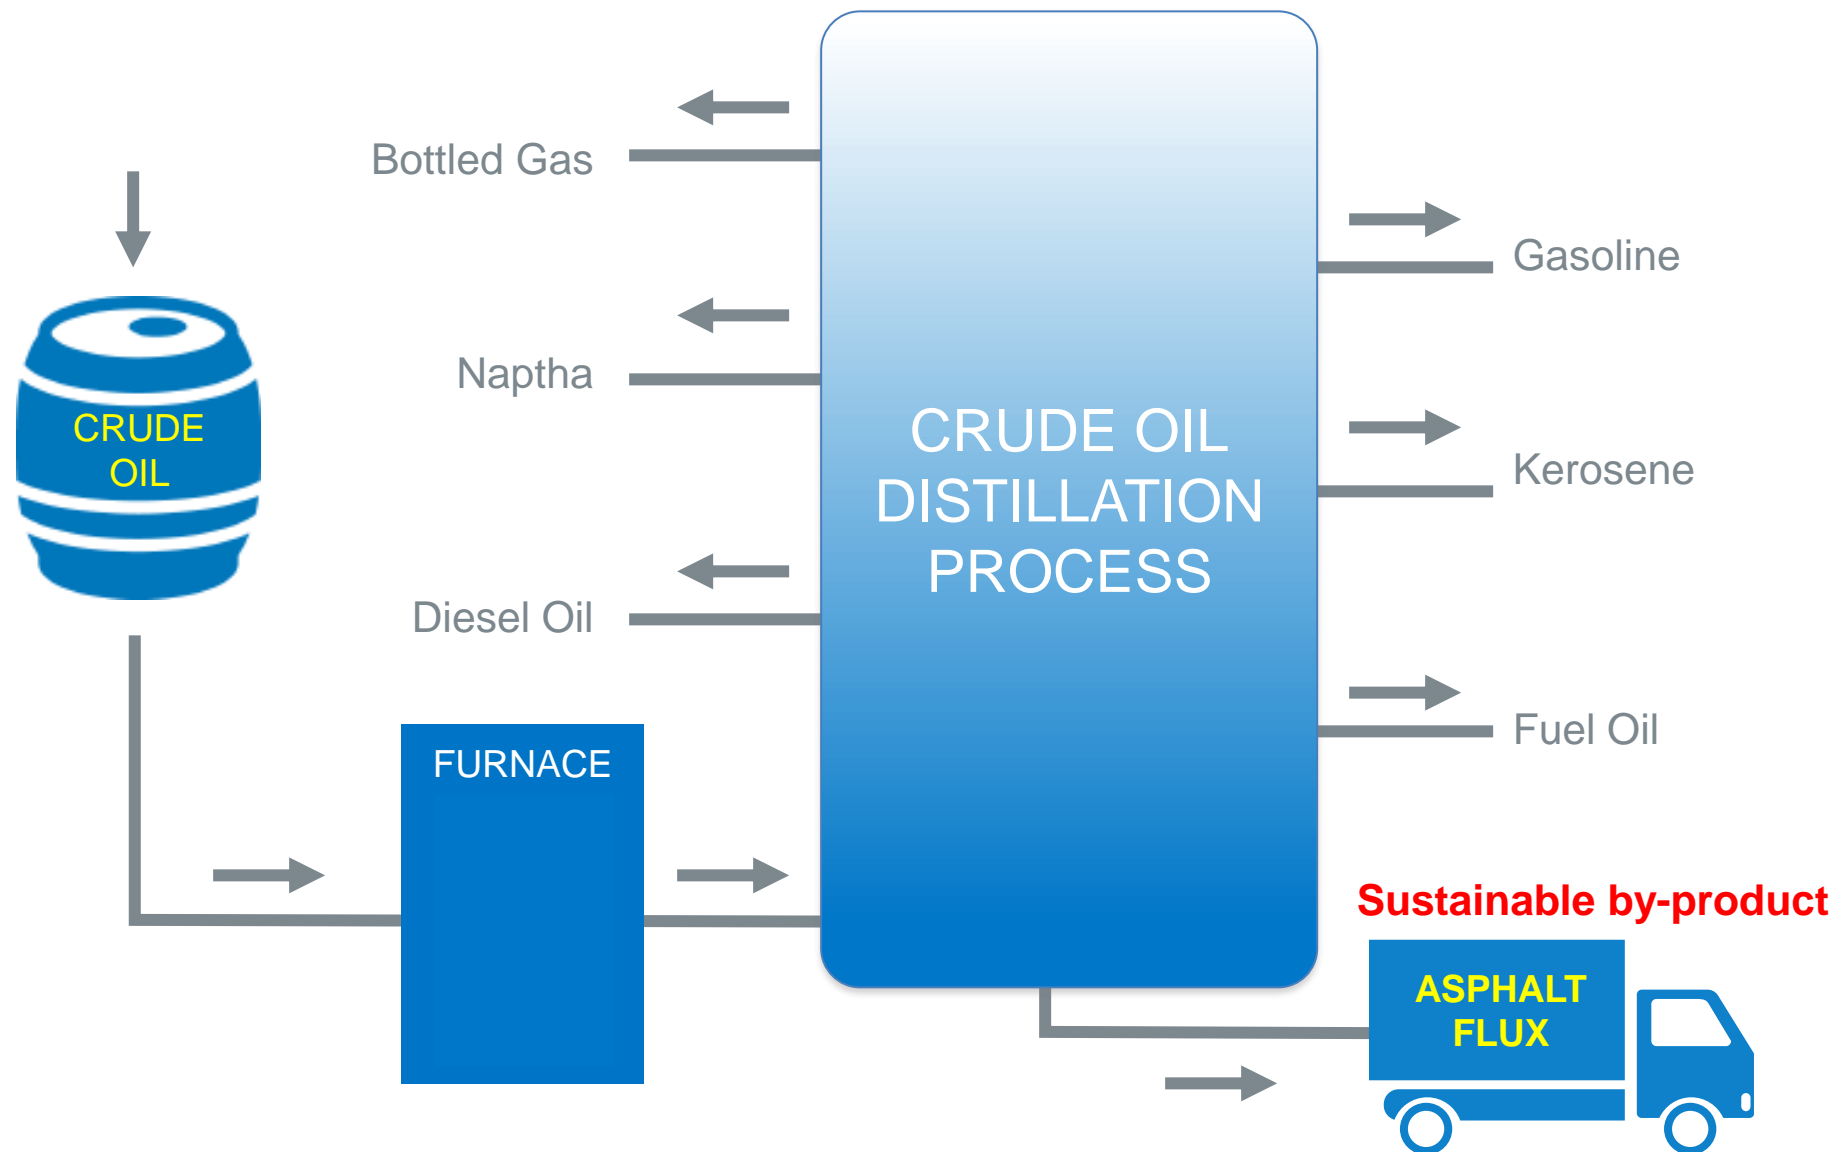 Bottled Gas
Gasoline
Naptha
CRUDE
OIL
CRUDE OIL
DISTILLATION
PROCESS
Kerosene
Diesel Oil
Fuel Oil
FURNACE
Sustainable by-product
ASPHALT
FLUX